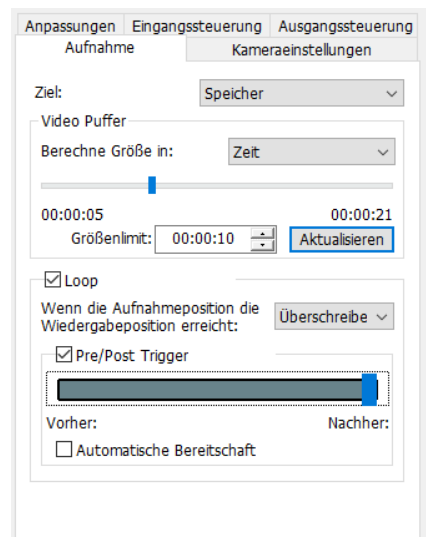 Anpassungen Eingangssteuerung Ausgangssteuerung
Aufnahme Kameraeinstellungen
Ziel: Speicher
Video Puffer
Berechne Größe in: Zeit
00:00:05 00:00:21
Größenlimit: 00:00:10 Aktualisieren
Loop
Wenn die Aufnahmeposition die
Wiedergabeposition erreicht: Überschreibe
Pre/Post Trigger
Vorher: Nachher:
Automatische Bereitschaft